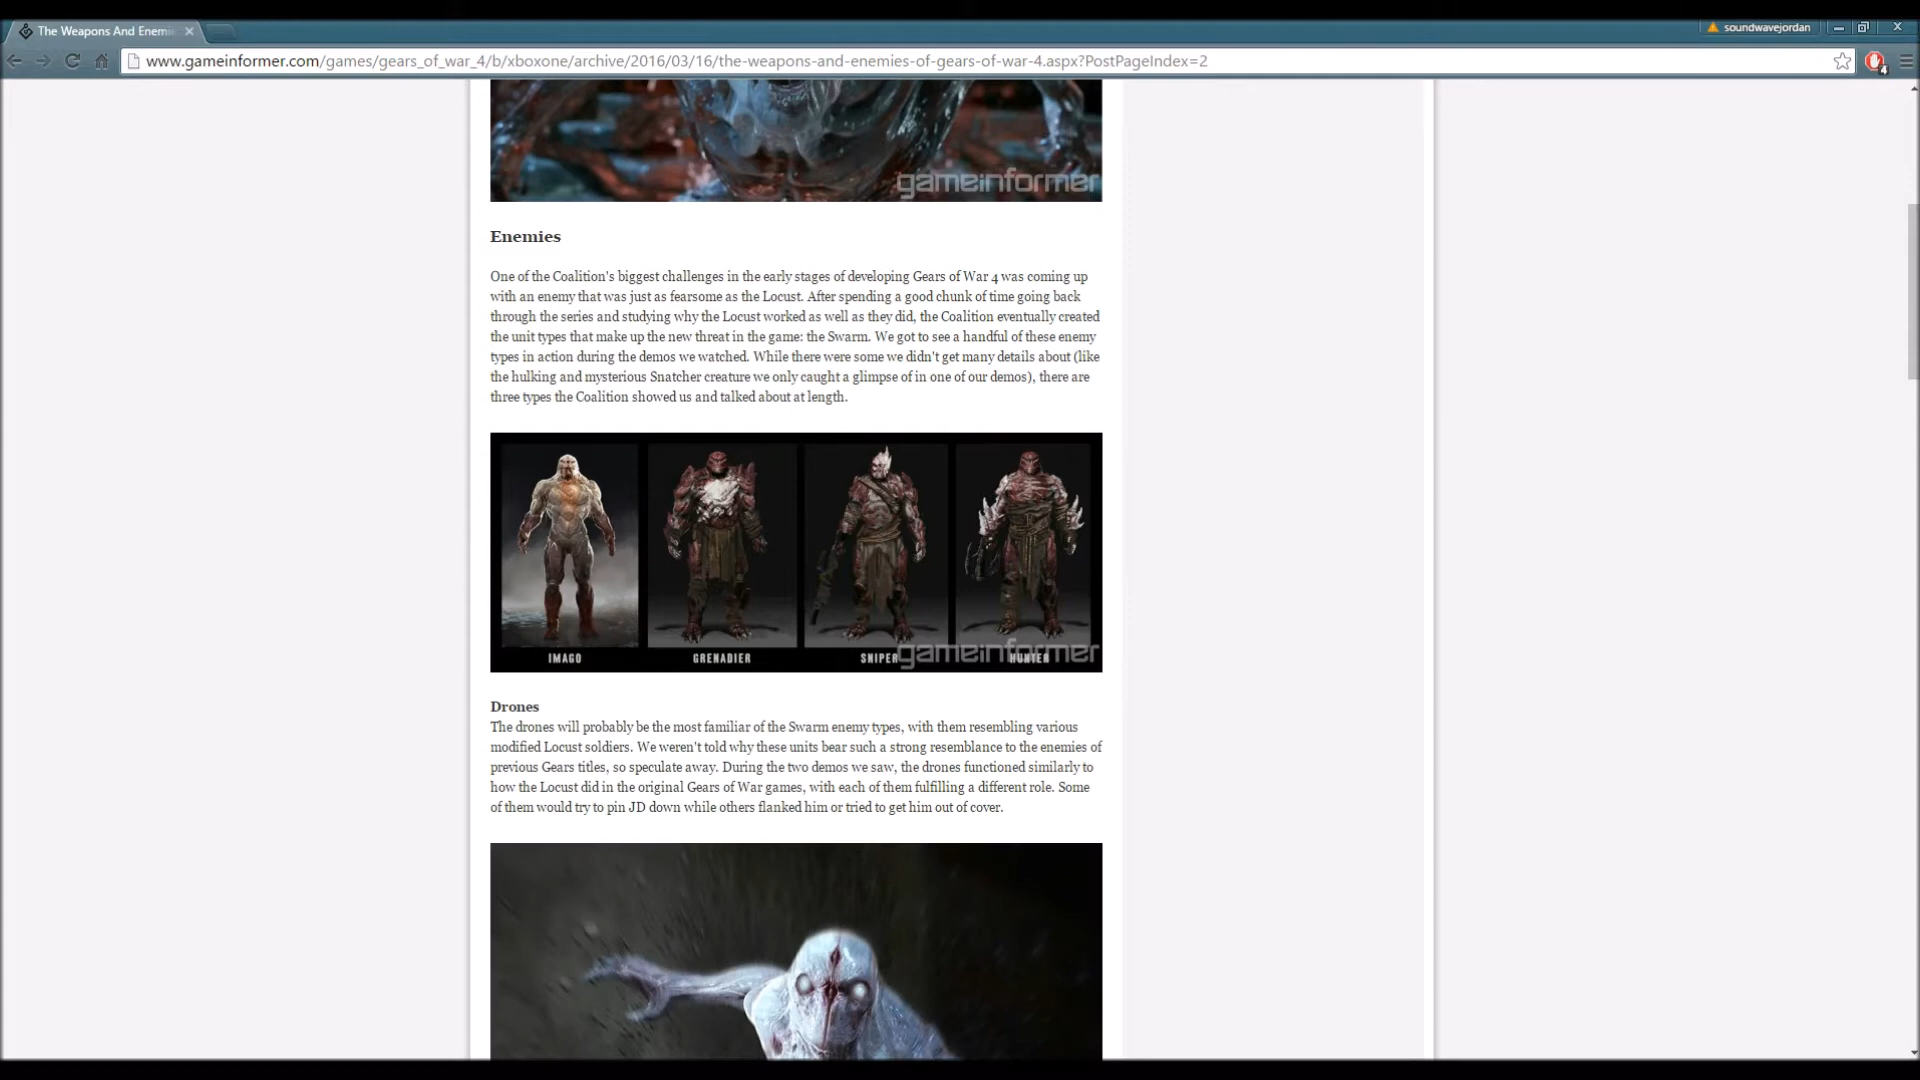 The Weapons And Enemi
soundwavejordan
www.gameinformer.com/games/gears_of_war_4/b/xboxone/archive/2016/03/16/the-weapons-and-enemies-of-gears-of-war-4.aspx?PostPageIndex=2
4
gameinformer
Enemies
One of the Coalition's biggest challenges in the early stages of developing Gears of War 4 was coming up
with an enemy that was just as fearsome as the Locust. After spending a good chunk of time going back
through the series and studying why the Locust worked as well as they did, the Coalition eventually created
the unit types that make up the new threat in the game: the Swarm. We got to see a handful of these enemy
types in action during the demos we watched. While there were some we didn't get many details about (like
the hulking and mysterious Snatcher creature we only caught a glimpse of in one of our demos), there are
three types the Coalition showed us and talked about at length.
gameinformer
IMAGO GRENADIER SNIPER HUNTER
Drones
The drones will probably be the most familiar of the Swarm enemy types, with them resembling various
modified Locust soldiers. We weren't told why these units bear such a strong resemblance to the enemies of
previous Gears titles, so speculate away. During the two demos we saw, the drones functioned similarly to
how the Locust did in the original Gears of War games, with each of them fulfilling a different role. Some
of them would try to pin JD down while others flanked him or tried to get him out of cover.